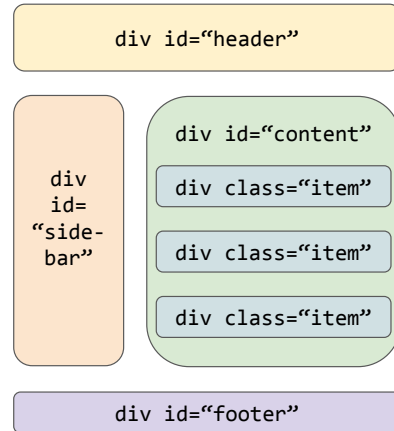 div id=“header”
div
id=
“side-
bar”
div id=“content”
div class=“item”
div class=“item”
div class=“item”
div id=“footer”